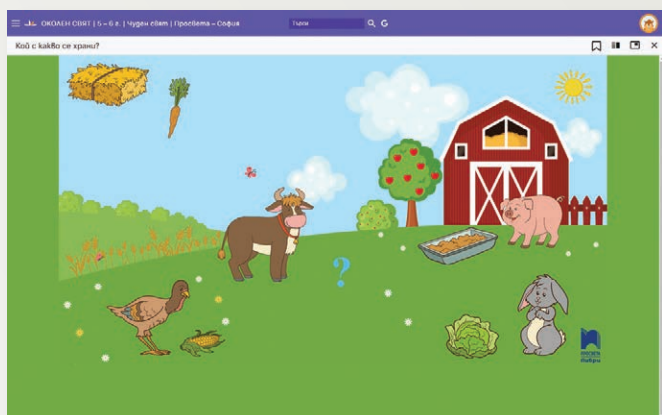 ОКОЛЕН СВЯТ | 5 – 6 г. | Чуден свят | Просвета – София
Търси
G
Кой с какво се храни?
?